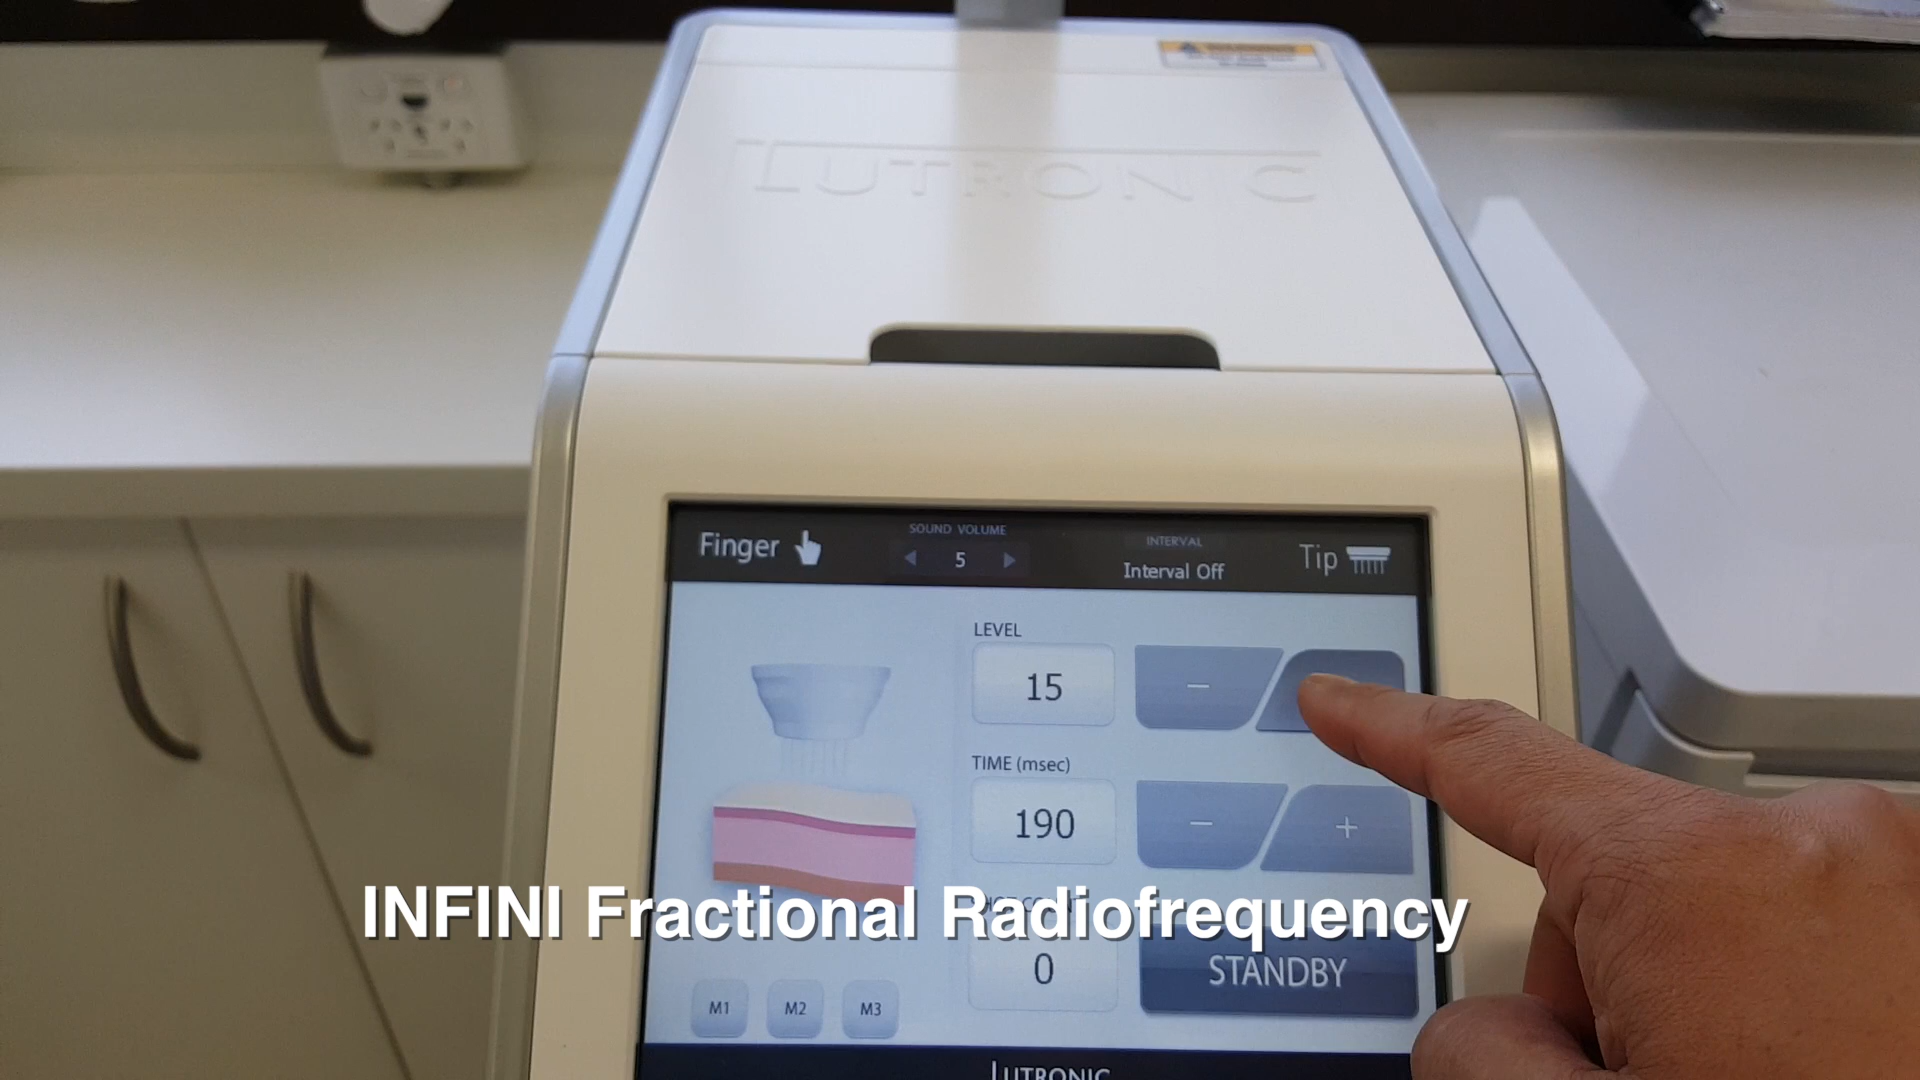 LUTRONIC
Finger
SOUND VOLUME
5
INTERVAL
Interval Off
Tip
LEVEL
15
−
TIME (msec)
190
−
+
INFINI Fractional Radiofrequency
0
STANDBY
M1
M2
M3
LUTRONIC